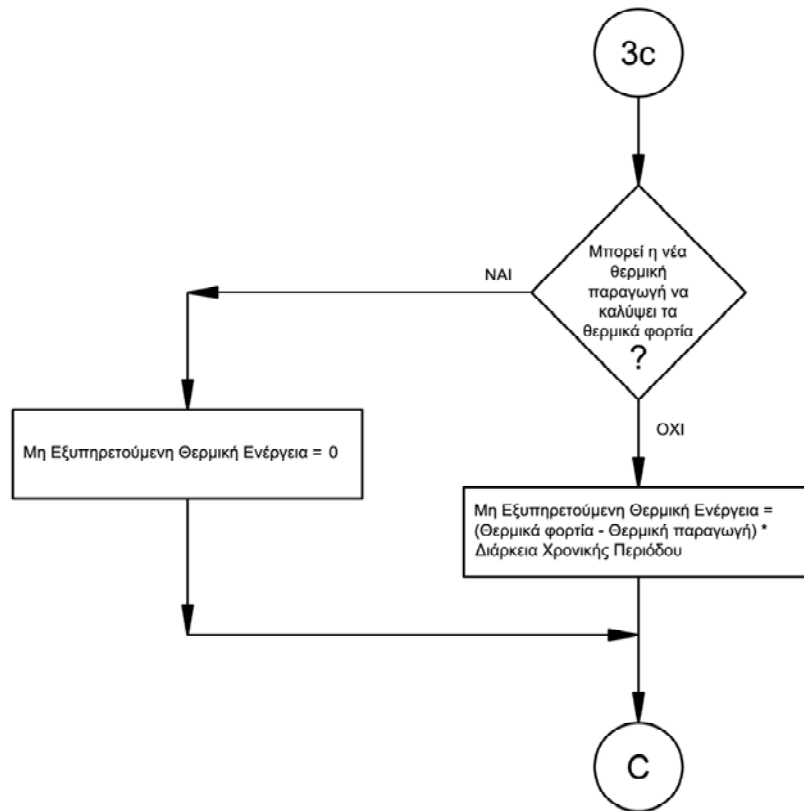 3c
Μπορεί η νέα
θερμική
παραγωγή να
καλύψει τα
θερμικά φορτία
?
ΝΑΙ
ΟΧΙ
Μη Εξυπηρετούμενη Θερμική Ενέργεια = 0
Μη Εξυπηρετούμενη Θερμική Ενέργεια =
(Θερμικά φορτία - Θερμική παραγωγή) *
Διάρκεια Χρονικής Περιόδου
C